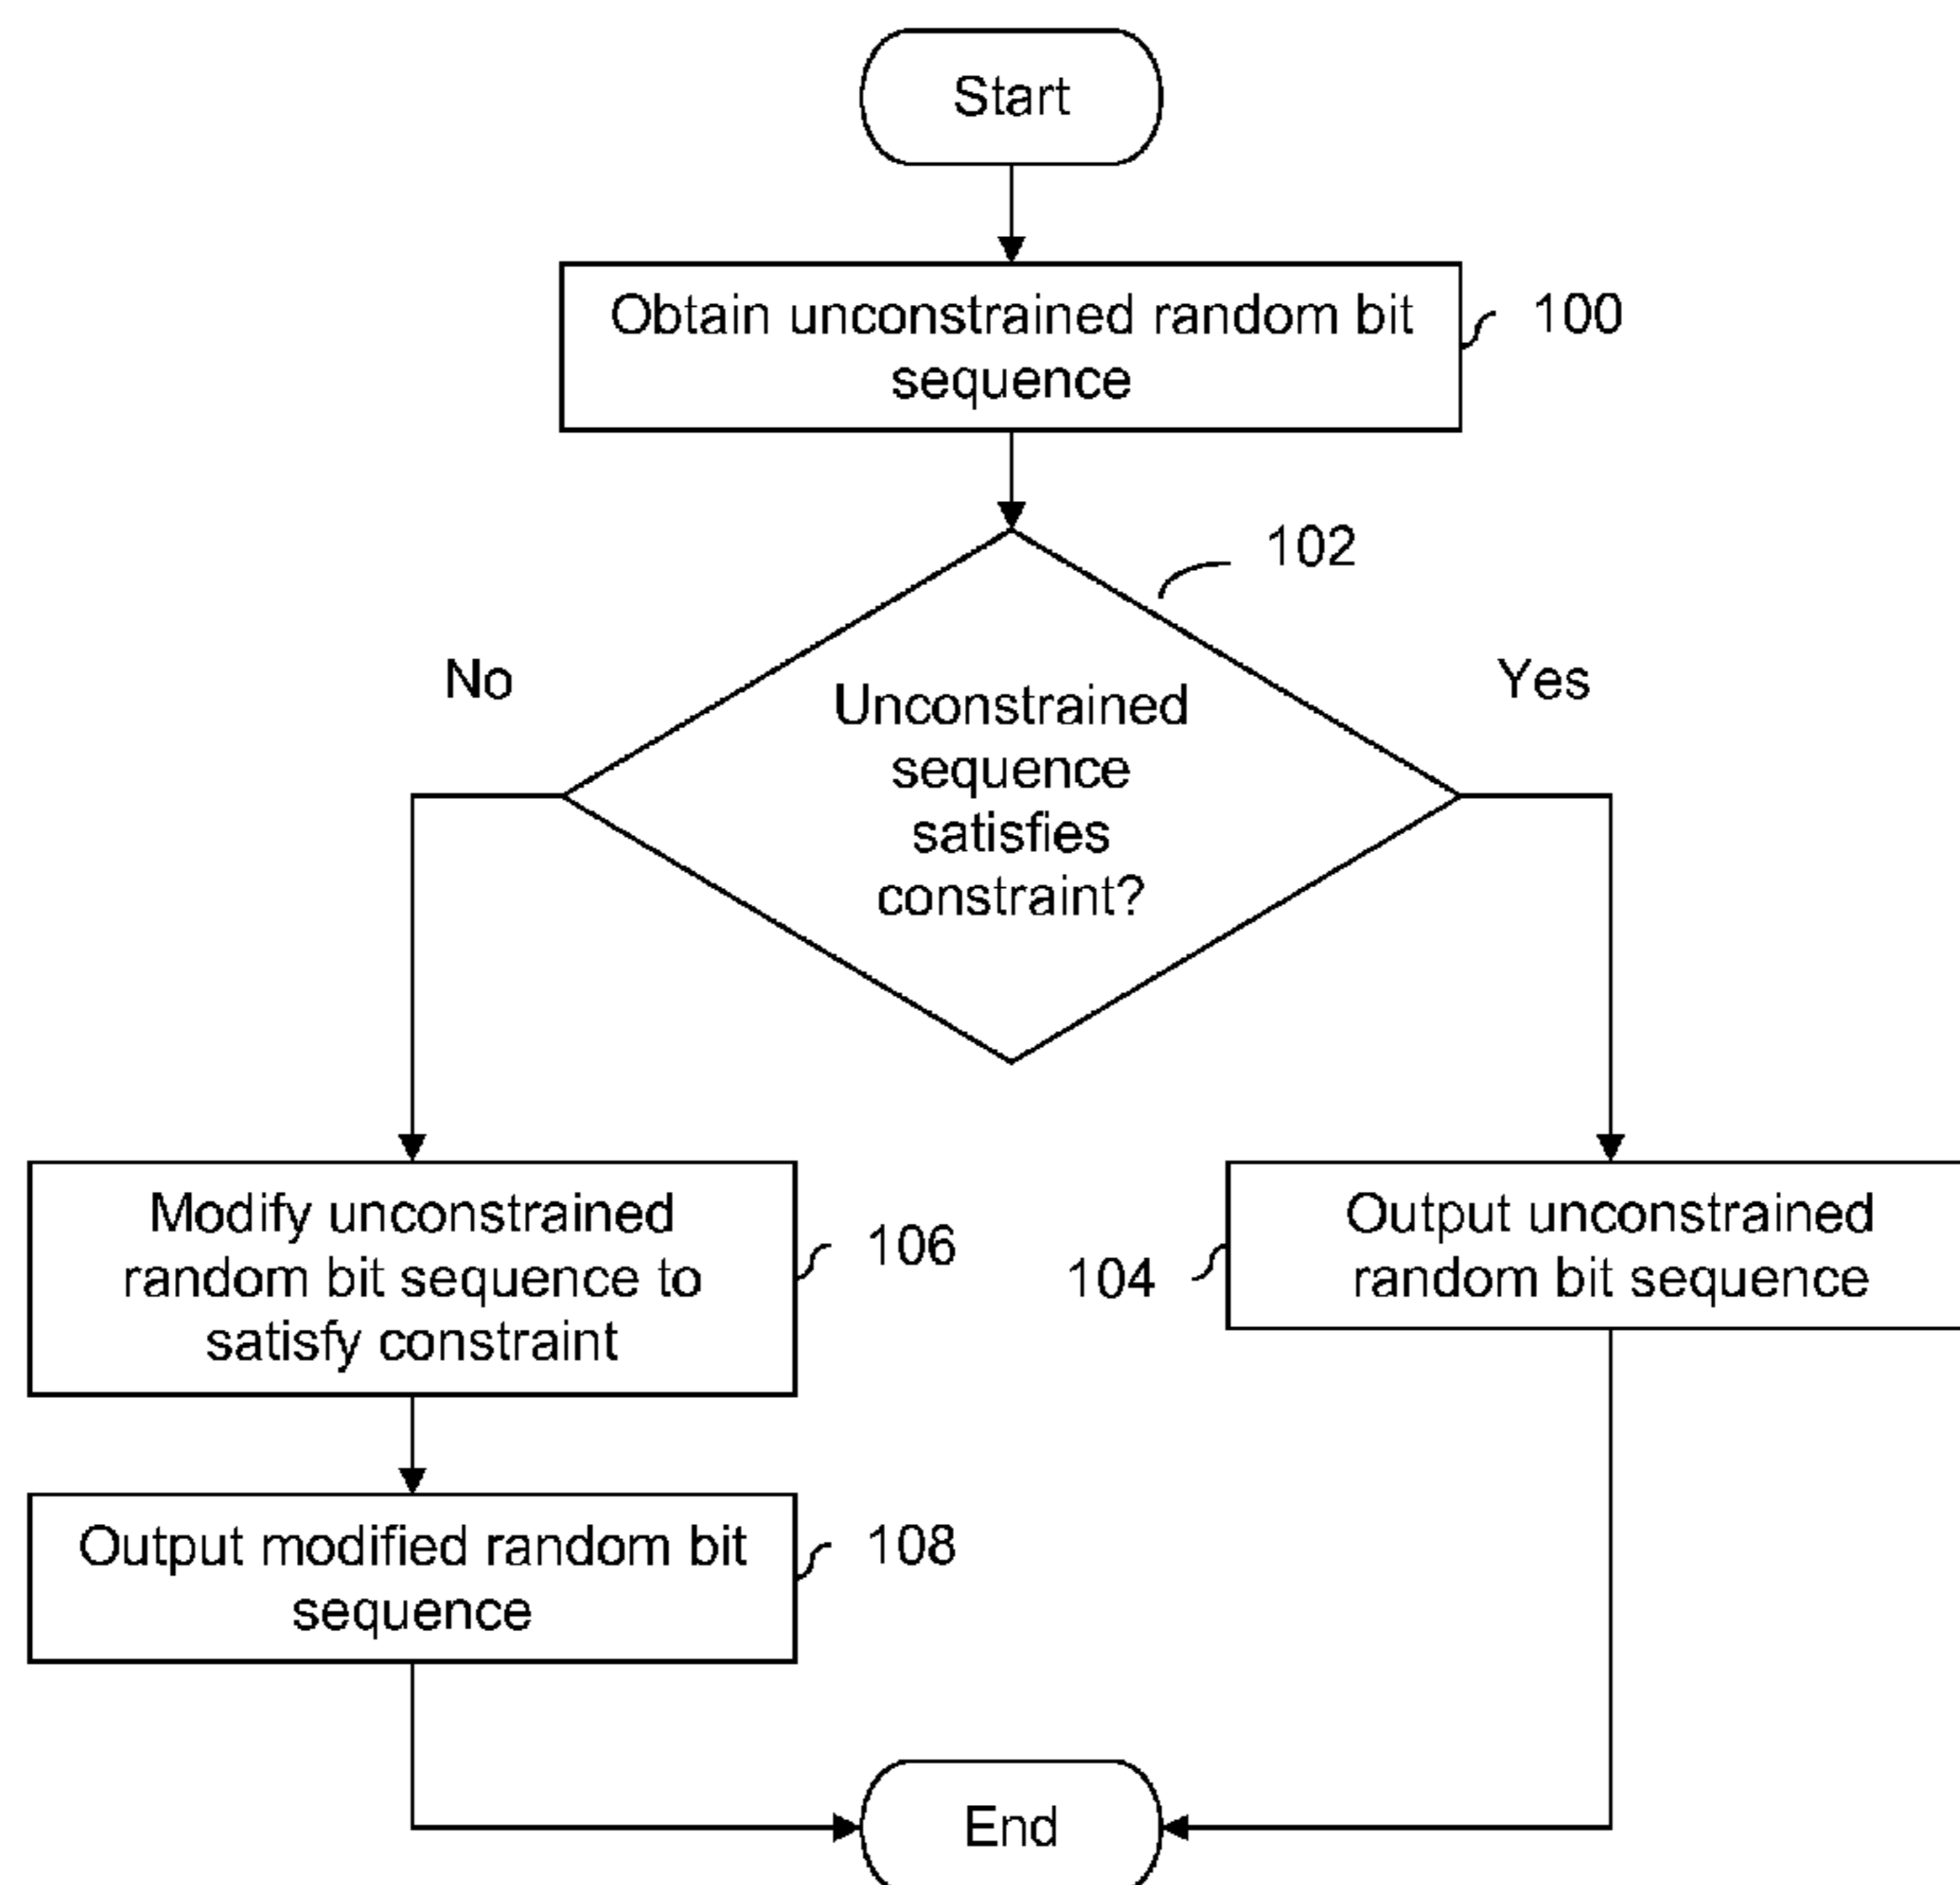 Start
Obtain unconstrained random bit
sequence
100
102
No
Yes
Unconstrained
sequence
satisfies
constraint?
Modify unconstrained
random bit sequence to
satisfy constraint
106
104
Output unconstrained
random bit sequence
Output modified random bit
sequence
108
End